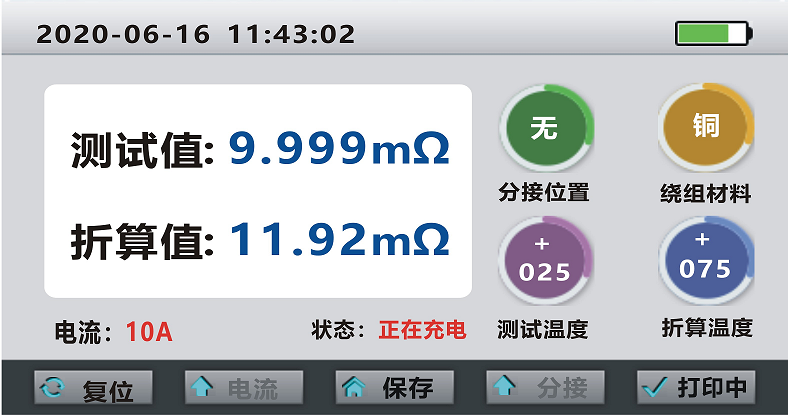 2020-06-16 11:43:02
测试值: 9.999mΩ
折算值: 11.92mΩ
无
分接位置
铜
绕组材料
+
025
测试温度
+
075
折算温度
电流: 10A
状态: 正在充电
复位
电流
保存
分接
打印中